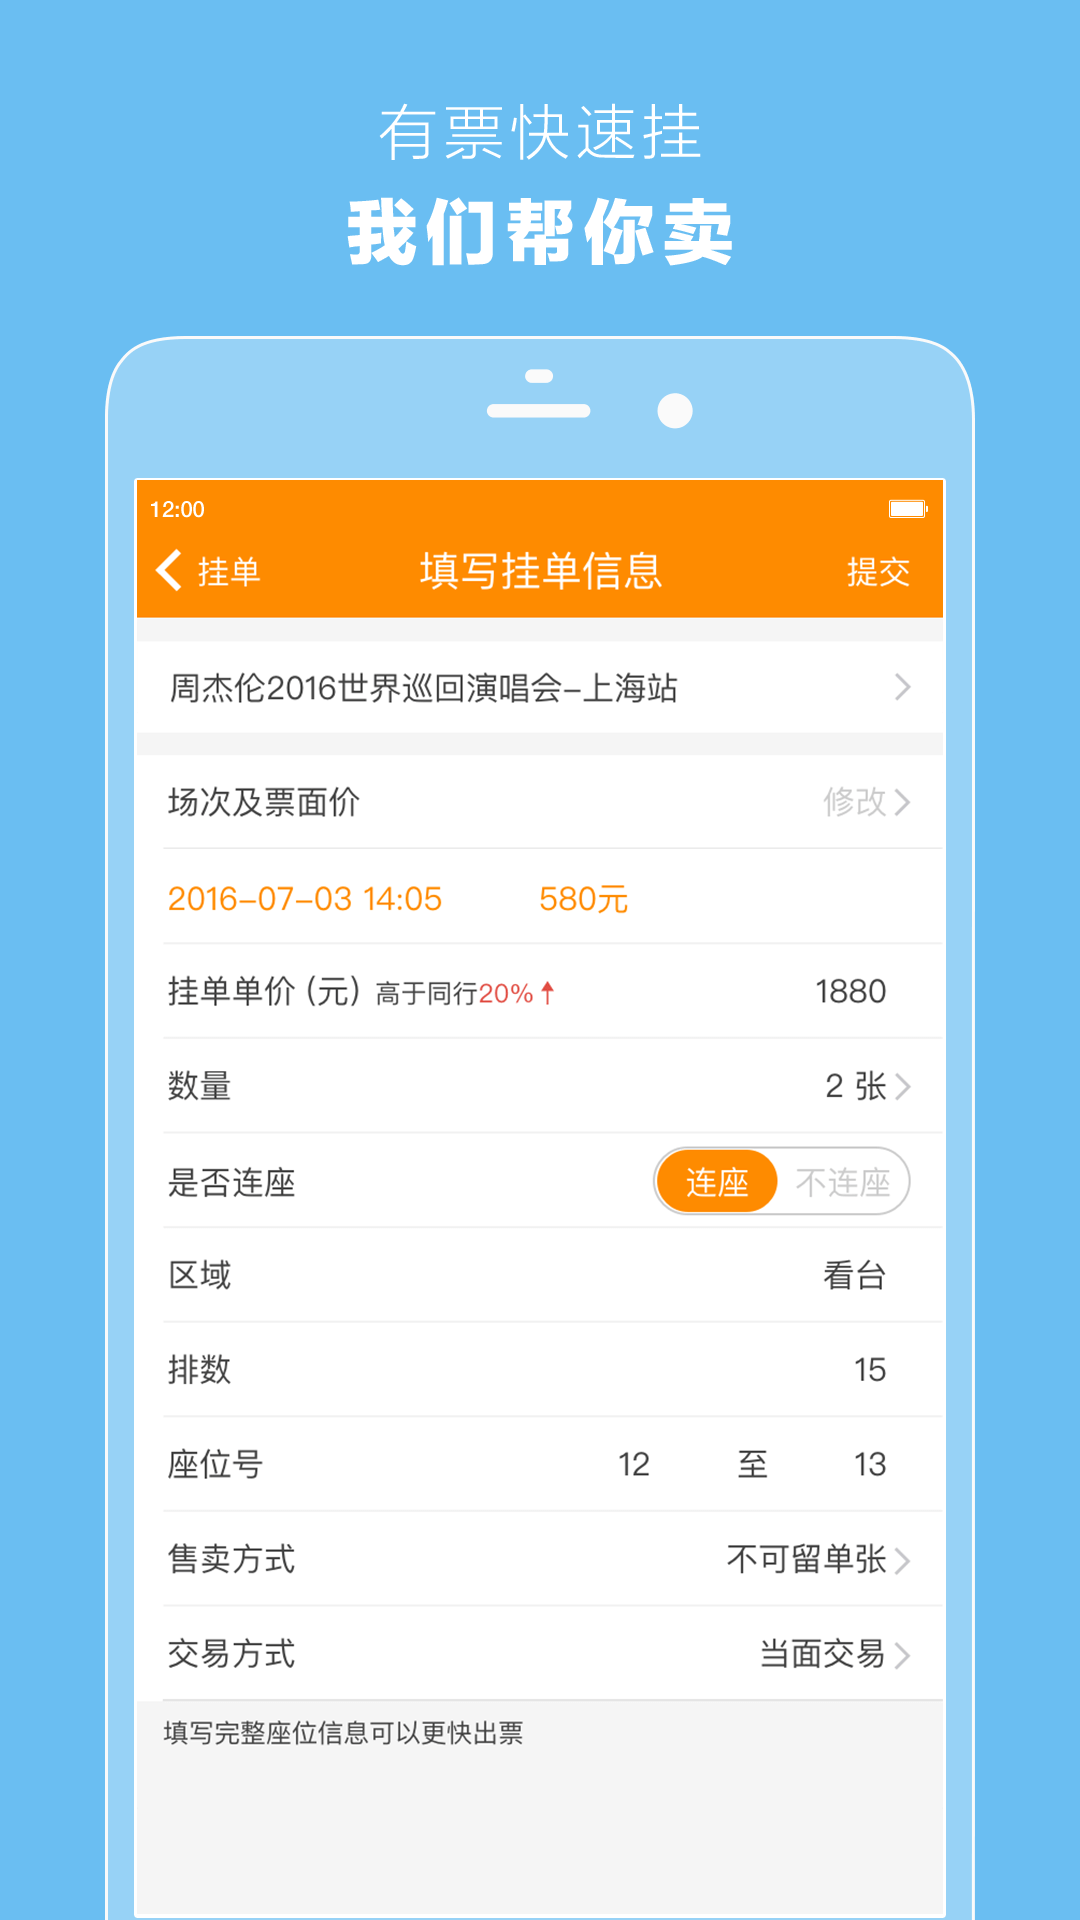 有票快速挂
我们帮你卖
12:00
挂单 填写挂单信息 提交
周杰伦2016世界巡回演唱会-上海站
场次及票面价 修改
2016-07-03 14:05 580元
挂单单价 (元) 高于同行20% 1880
数量 2 张
是否连座 连座 不连座
区域 看台
排数 15
座位号 12 至 13
售卖方式 不可留单张
交易方式 当面交易
填写完整座位信息可以更快出票